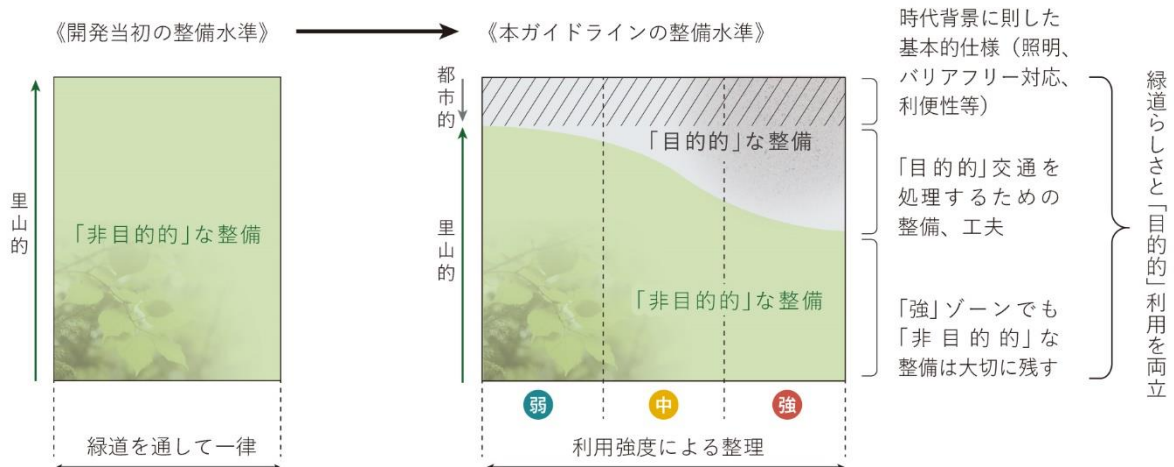 《開発当初の整備水準》
《本ガイドラインの整備水準》
里山的
「非目的的」な整備
緑道を通して一律
都市的
里山的
「目的的」な整備
「非目的的」な整備
弱
中
強
利用強度による整理
時代背景に則した
基本的仕様（照明、
バリアフリー対応、
利便性等）
「目的的」交通を
処理するための
整備、工夫
「強」ゾーンでも
「非目的的」な
整備は大切に残す
緑道らしさと「目的的」利用を両立